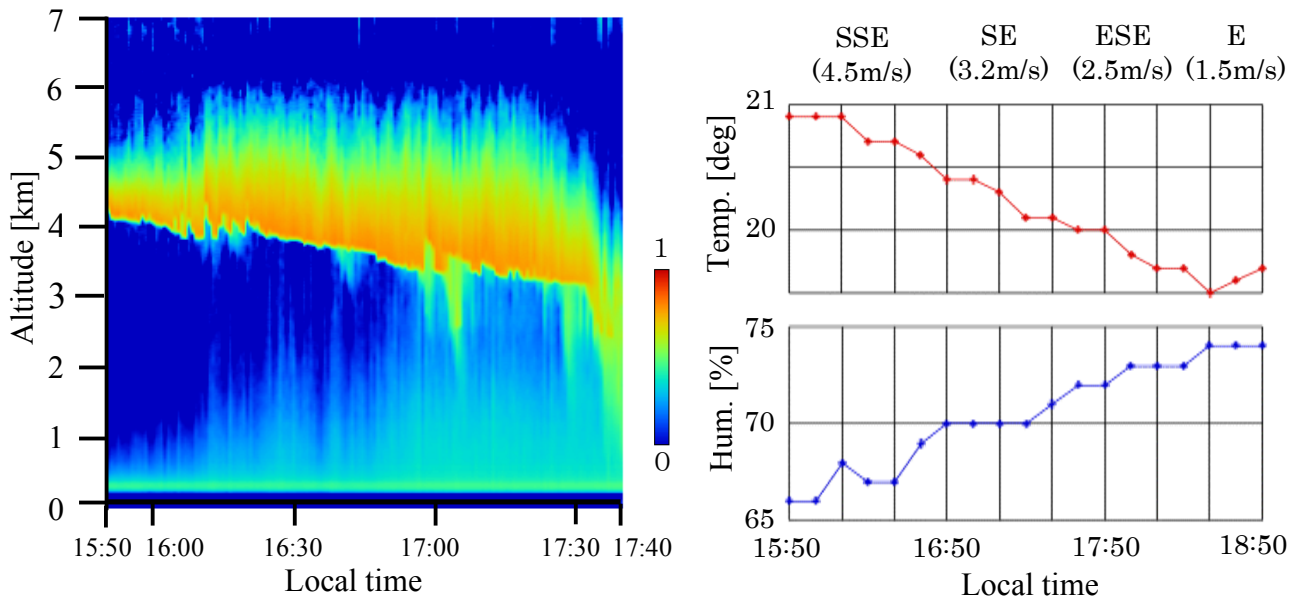 7
6
5
4
3
2
1
0
Altitude [km]
15:50 16:00 16:30 17:00 17:30 17:40
Local time
1
0
SSE SE ESE E
(4.5m/s) (3.2m/s) (2.5m/s) (1.5m/s)
21
20
Temp. [deg]
75
70
65
Hum. [%]
15:50 16:50 17:50 18:50
Local time